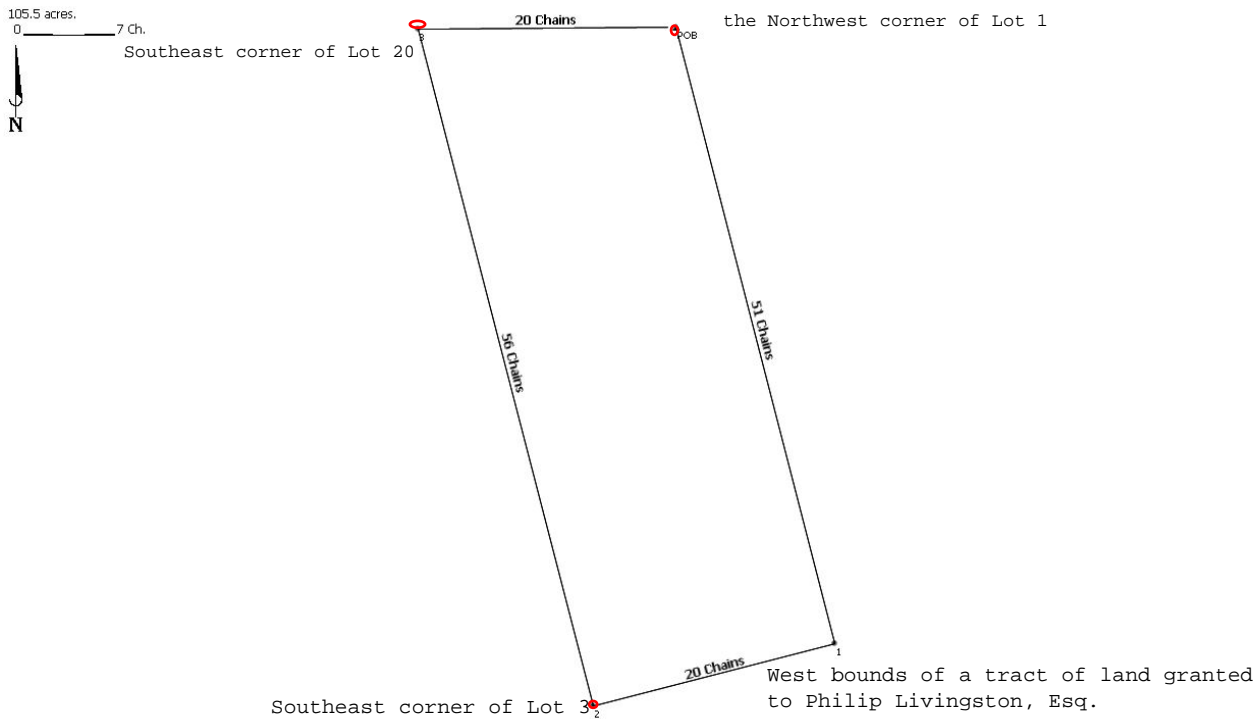 105.5 acres.
0 7 Ch.
N
20 Chains
the Northwest corner of Lot 1
POB
Southeast corner of Lot 20
3
51 Chains
56 Chains
20 Chains
1
West bounds of a tract of land granted
to Philip Livingston, Esq.
Southeast corner of Lot 3
2